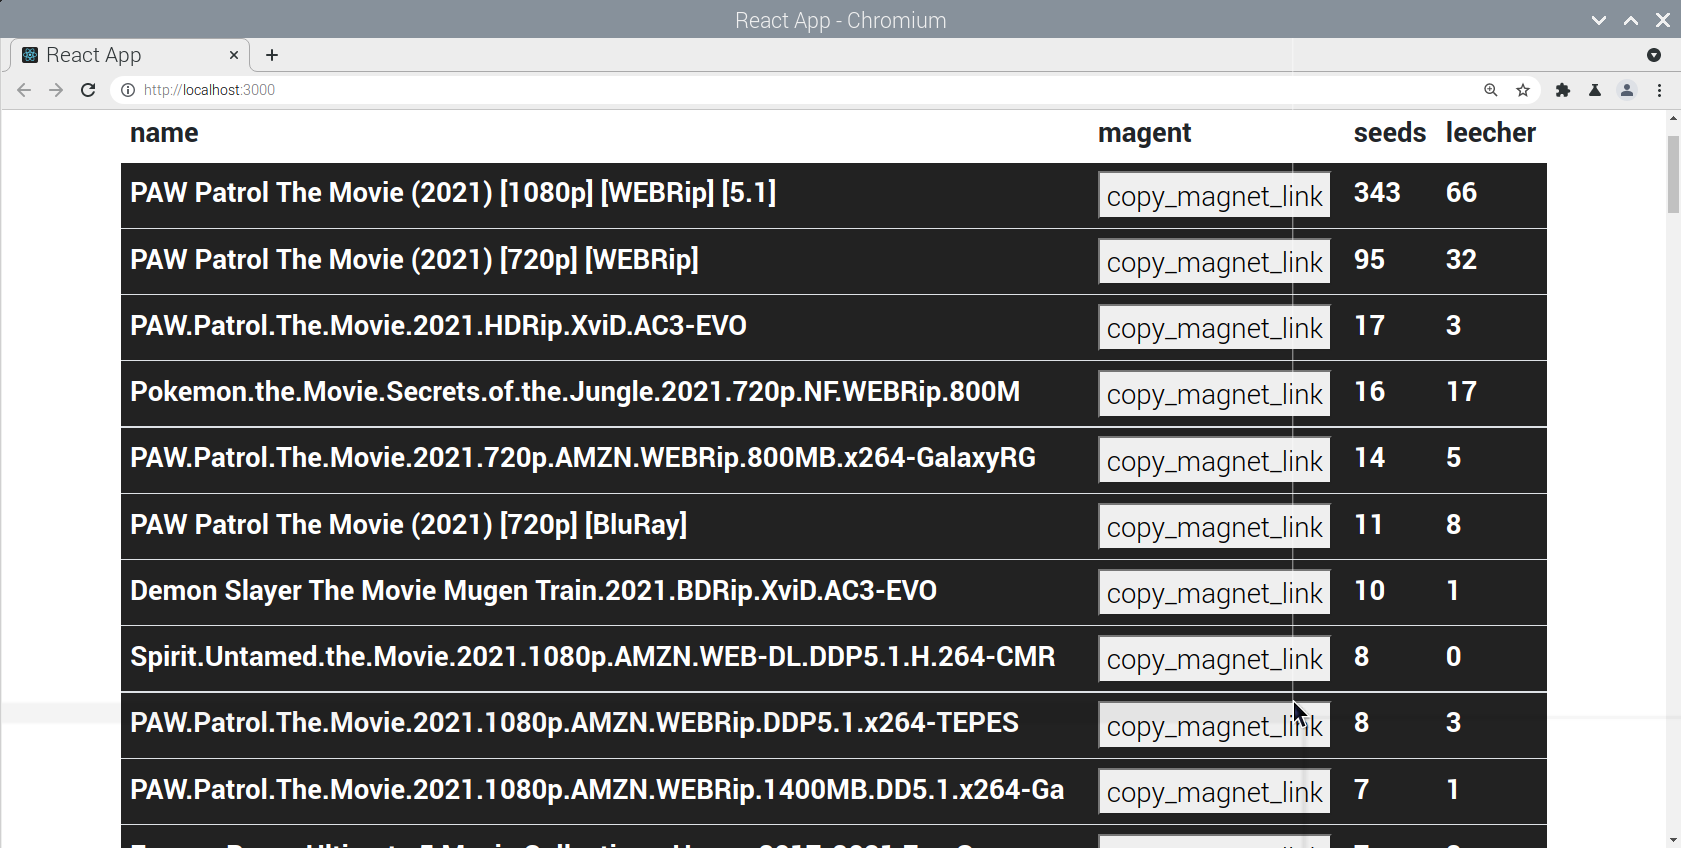 React App - Chromium
React App
http://localhost:3000
name magent seeds leecher
PAW Patrol The Movie (2021) [1080p] [WEBRip] [5.1] copy_magnet_link 343 66
PAW Patrol The Movie (2021) [720p] [WEBRip] copy_magnet_link 95 32
PAW.Patrol.The.Movie.2021.HDRip.XviD.AC3-EVO copy_magnet_link 17 3
Pokemon.the.Movie.Secrets.of.the.Jungle.2021.720p.NF.WEBRip.800M copy_magnet_link 16 17
PAW.Patrol.The.Movie.2021.720p.AMZN.WEBRip.800MB.x264-GalaxyRG copy_magnet_link 14 5
PAW Patrol The Movie (2021) [720p] [BluRay] copy_magnet_link 11 8
Demon Slayer The Movie Mugen Train.2021.BDRip.XviD.AC3-EVO copy_magnet_link 10 1
Spirit.Untamed.the.Movie.2021.1080p.AMZN.WEB-DL.DDP5.1.H.264-CMR copy_magnet_link 8 0
PAW.Patrol.The.Movie.2021.1080p.AMZN.WEBRip.DDP5.1.x264-TEPES copy_magnet_link 8 3
PAW.Patrol.The.Movie.2021.1080p.AMZN.WEBRip.1400MB.DD5.1.x264-Ga copy_magnet_link 7 1